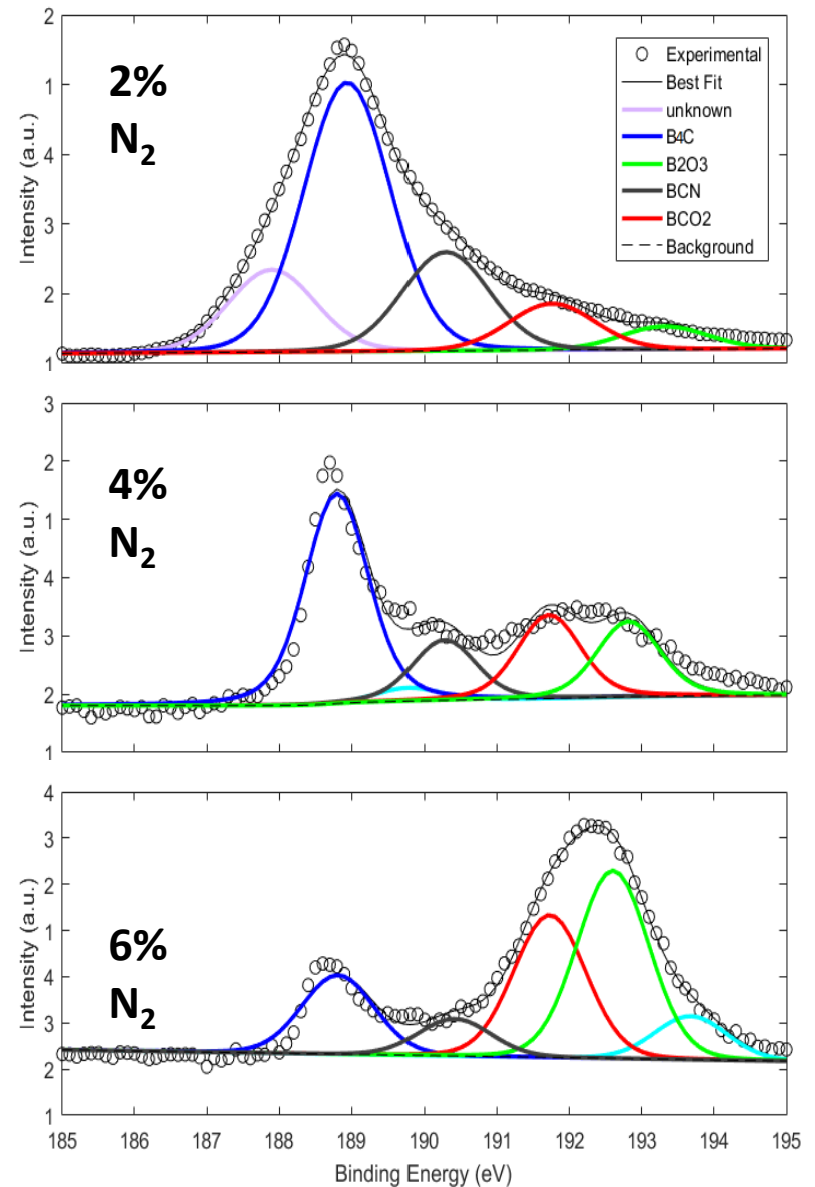 2
1
4
3
2
1
Intensity (a.u.)
2%
N2
Experimental
Best Fit
unknown
B4C
B2O3
BCN
BCO2
Background
3
2
1
4
3
2
1
Intensity (a.u.)
4%
N2
4
3
2
1
4
3
2
1
Intensity (a.u.)
6%
N2
185 186 187 188 189 190 191 192 193 194 195
Binding Energy (eV)